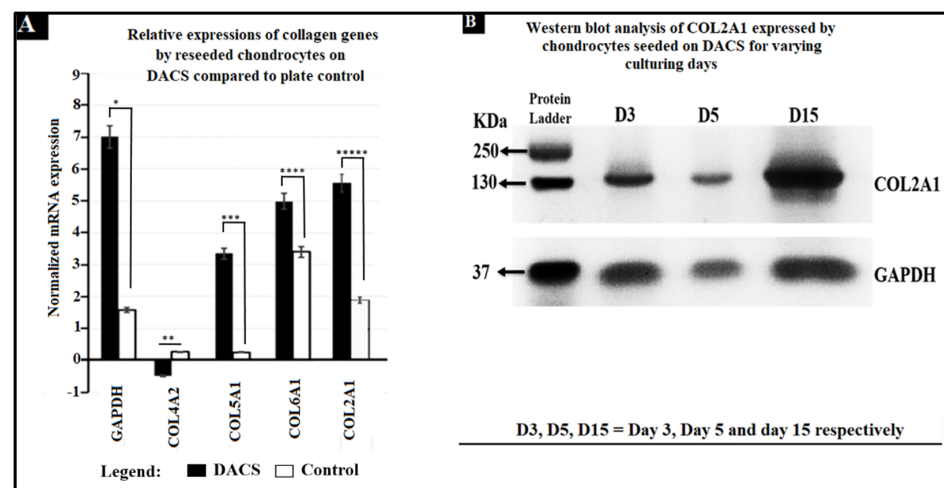 A
Relative expressions of collagen genes
by reseeded chondrocytes on
DACS compared to plate control
Normalized mRNA expression
9
8
7
6
5
4
3
2
1
0
-1
*
**
***
****
*****
GAPDH
COL4A2
COL5A1
COL6A1
COL2A1
Legend:
DACS
Control
B
Western blot analysis of COL2A1 expressed by
chondrocytes seeded on DACS for varying
culturing days
KDa
Protein
Ladder
D3
D5
D15
250
130
COL2A1
37
GAPDH
D3, D5, D15 = Day 3, Day 5 and day 15 respectively